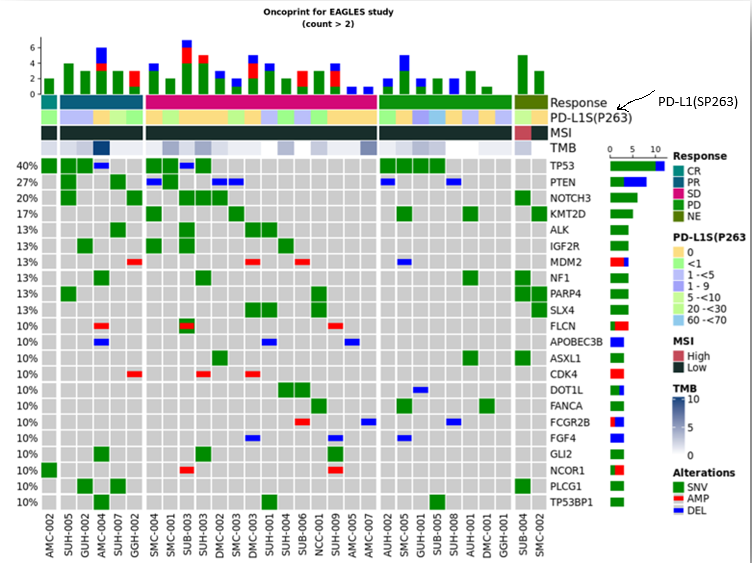 Oncoprint for EAGLES study
(count > 2)
6
4
2
0
Response
PD-L1S(P263)
PD-L1(SP263)
MSI
TMB
0 5 10
40% TP53
27% PTEN
20% NOTCH3
17% KMT2D
13% ALK
13% IGF2R
13% MDM2
13% NF1
13% PARP4
13% SLX4
10% FLCN
10% APOBEC3B
10% ASXL1
10% CDK4
10% DOT1L
10% FANCA
10% FCGR2B
10% FGF4
10% GLI2
10% NCOR1
10% PLCG1
10% TP53BP1
AMC-002
SUH-005
GUH-002
AMC-004
SUH-007
GGH-002
SMC-004
SMC-001
SUB-003
SUH-003
DMC-002
SMC-003
DMC-003
SUH-001
SUH-004
SUB-006
NCC-001
SUH-009
AMC-005
AMC-007
AUH-002
SMC-005
GUH-001
SUB-005
SUH-008
AUH-001
DMC-001
GGH-001
SUB-004
SMC-002
Response
CR
PR
SD
PD
NE
PD-L1S(P263
0
<1
1 -<5
1 - 9
5 -<10
20 -<30
60 -<70
MSI
High
Low
TMB
10
5
0
Alterations
SNV
AMP
DEL